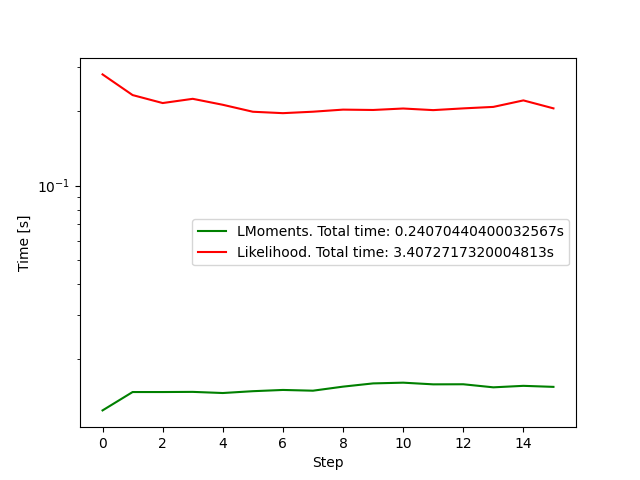 10⁻¹
Time [s]
LMoments. Total time: 0.24070440400032567s
Likelihood. Total time: 3.4072717320004813s
0 2 4 6 8 10 12 14
Step